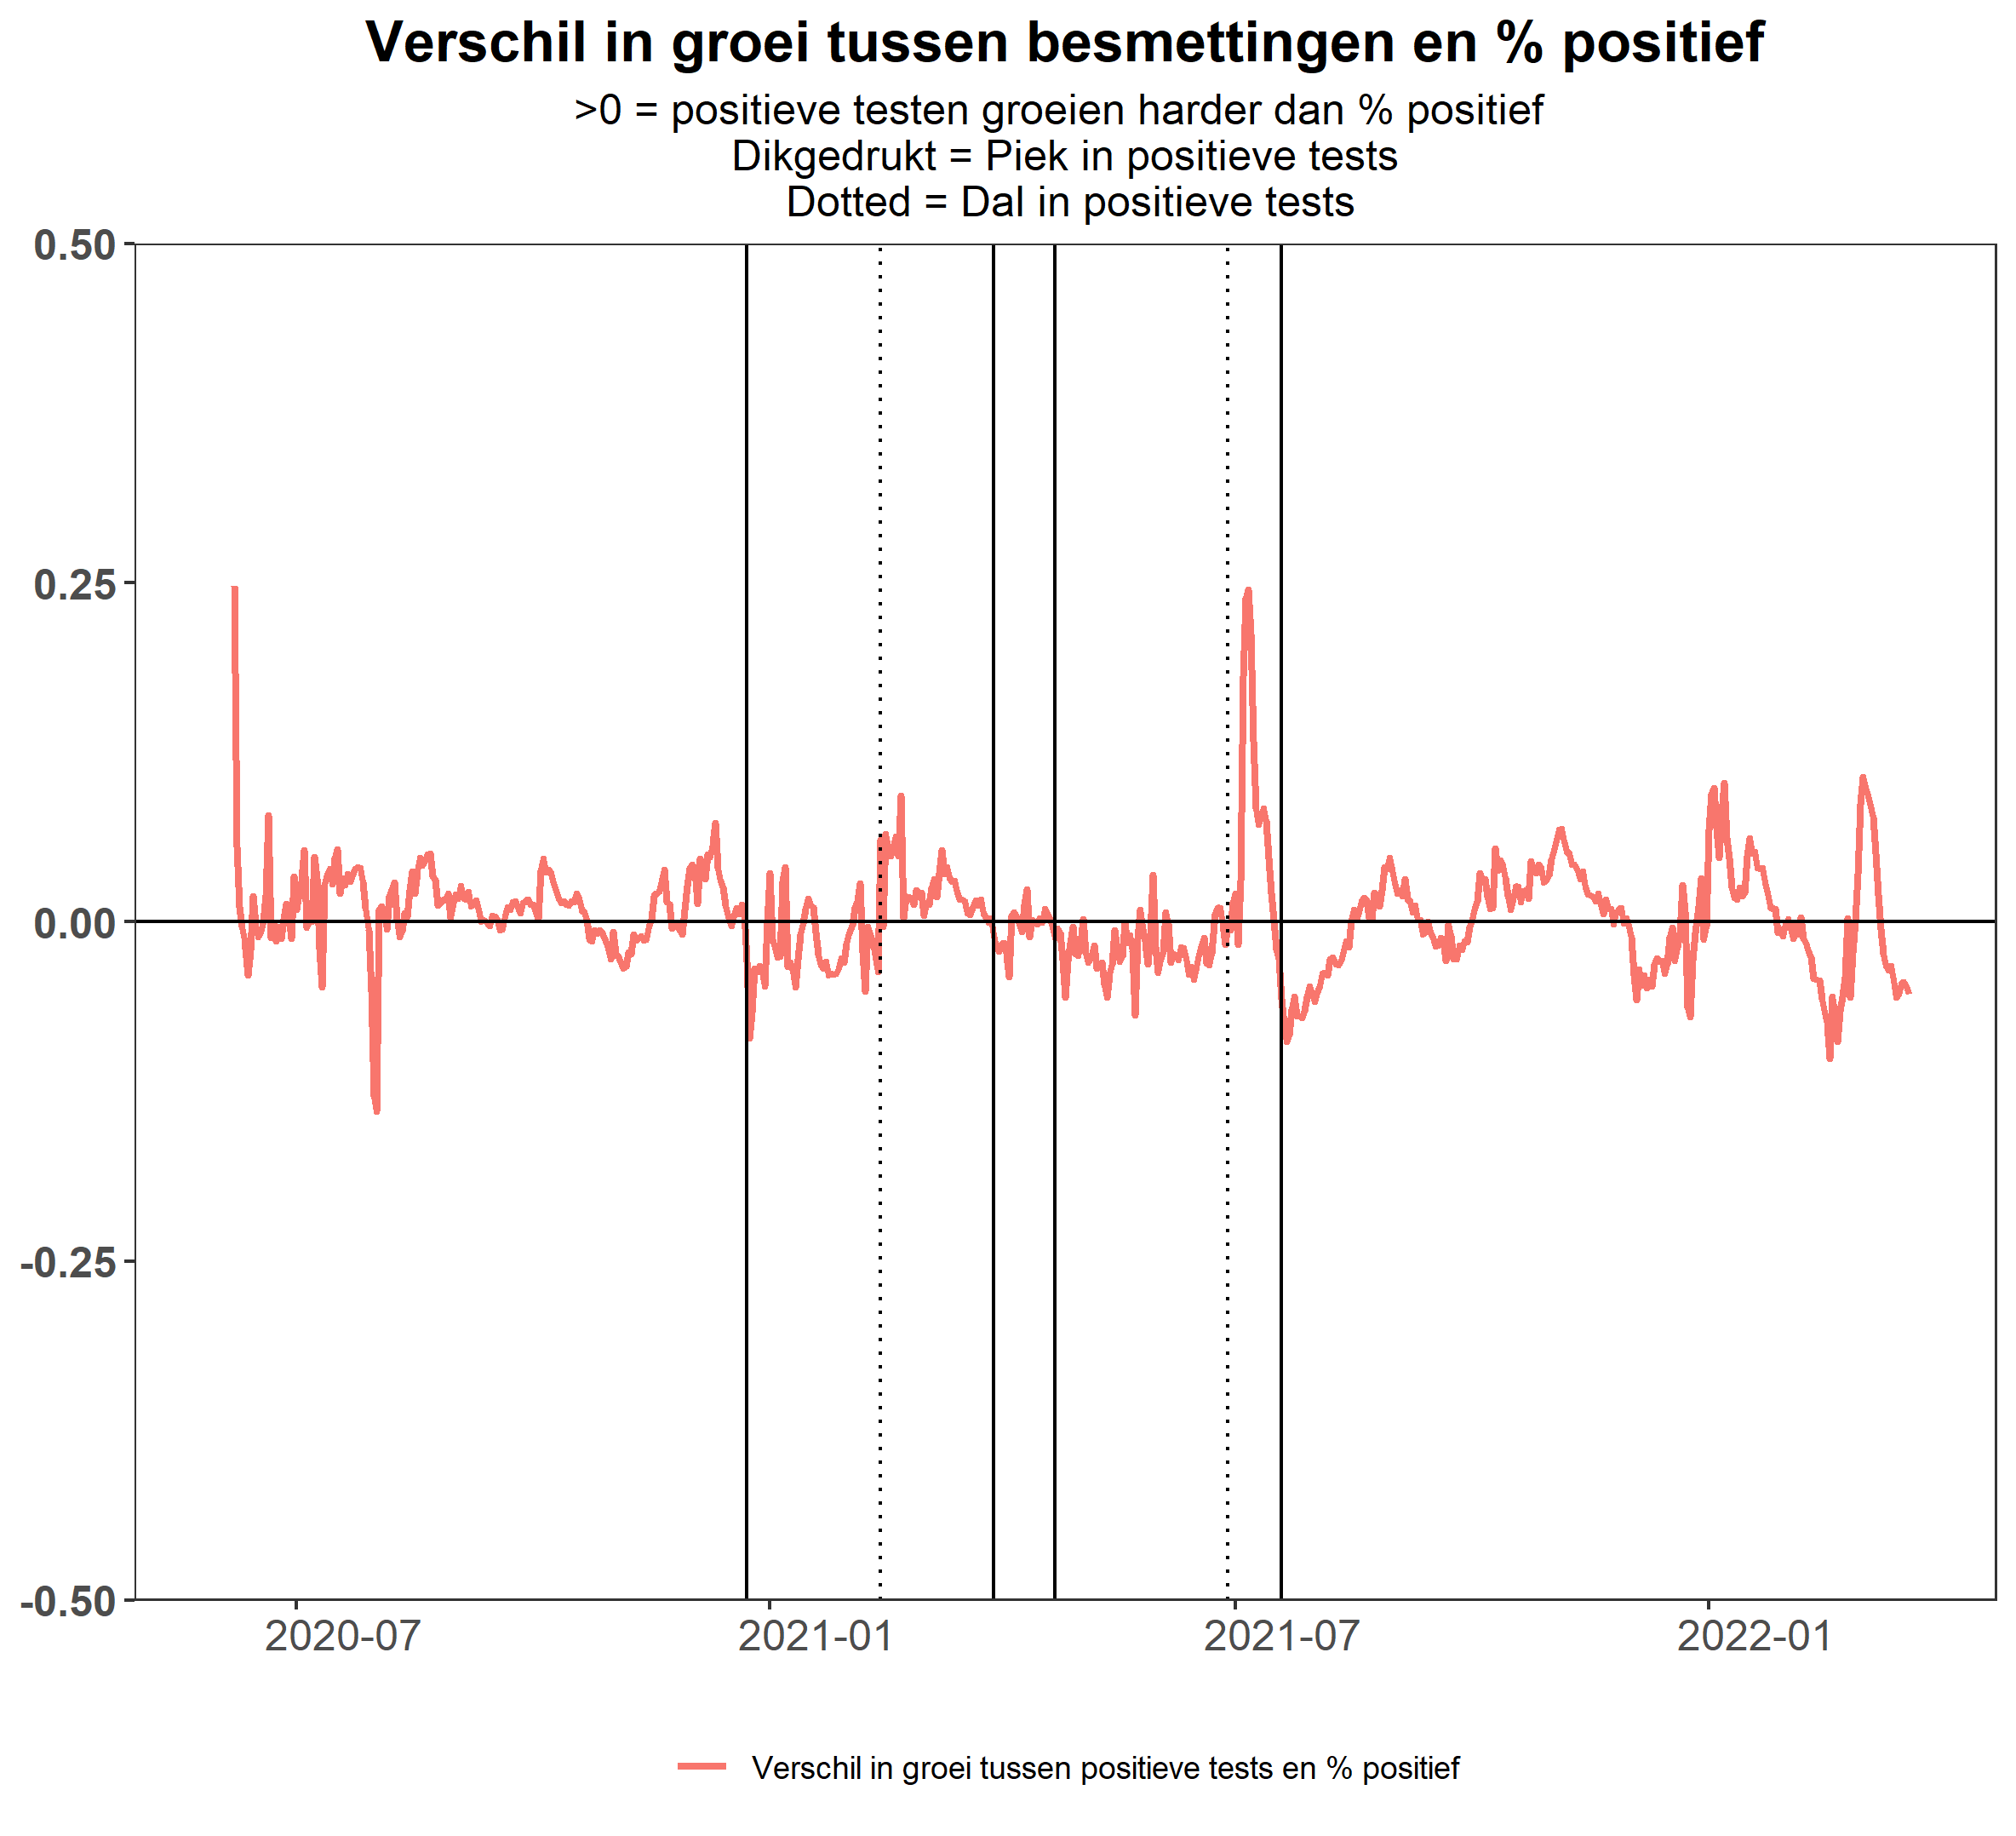 Verschil in groei tussen besmettingen en % positief
>0 = positieve testen groeien harder dan % positief
Dikgedrukt = Piek in positieve tests
Dotted = Dal in positieve tests
0.50
0.25
0.00
-0.25
-0.50
2020-07 2021-01 2021-07 2022-01
Verschil in groei tussen positieve tests en % positief